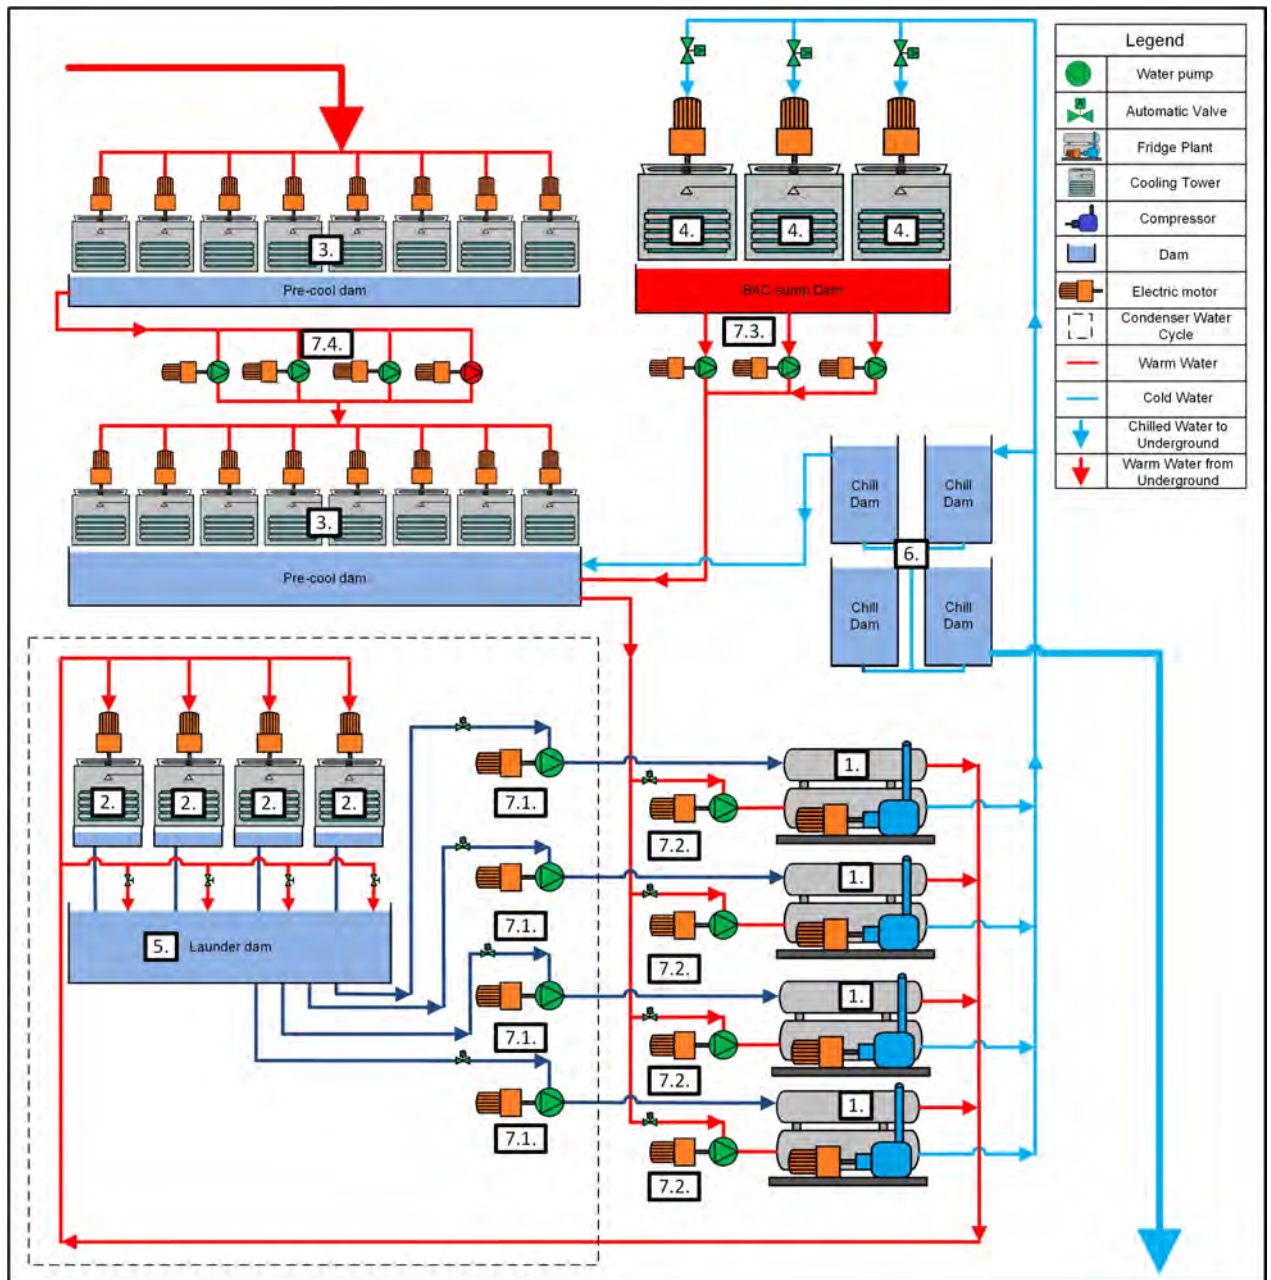 Legend
Water pump
A
Automatic Valve
Fridge Plant
Cooling Tower
Compressor
Dam
Electric motor
Condenser Water
Cycle
Warm Water
Cold Water
Chilled Water to
Underground
Warm Water from
Underground
3.
Pre-cool dam
7.4.
3.
Pre-cool dam
4.
4.
4.
BAC sump Dam
7.3.
Chill
Dam
Chill
Dam
6.
Chill
Dam
Chill
Dam
2.
2.
2.
2.
5.
Launder dam
7.1.
7.1.
7.1.
7.1.
7.2.
7.2.
7.2.
7.2.
1.
1.
1.
1.